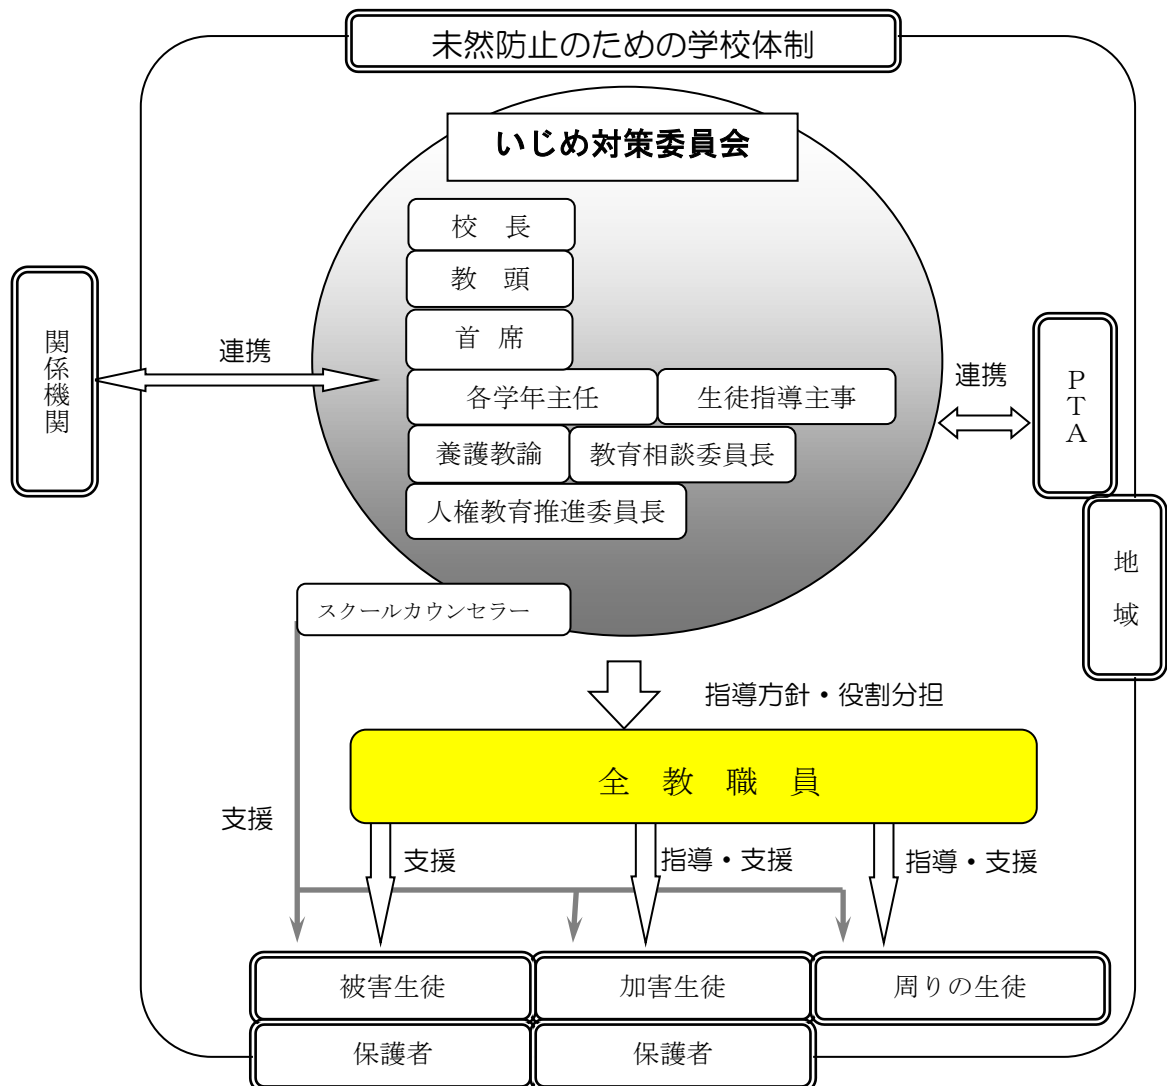 未然防止のための学校体制
いじめ対策委員会
校　長
教　頭
首　席
各学年主任
生徒指導主事
養護教諭
教育相談委員長
人権教育推進委員長
スクールカウンセラー
関係機関
連携
連携
PTA
地域
指導方針・役割分担
全　教　職　員
支援
支援
指導・支援
指導・支援
被害生徒
加害生徒
周りの生徒
保護者
保護者